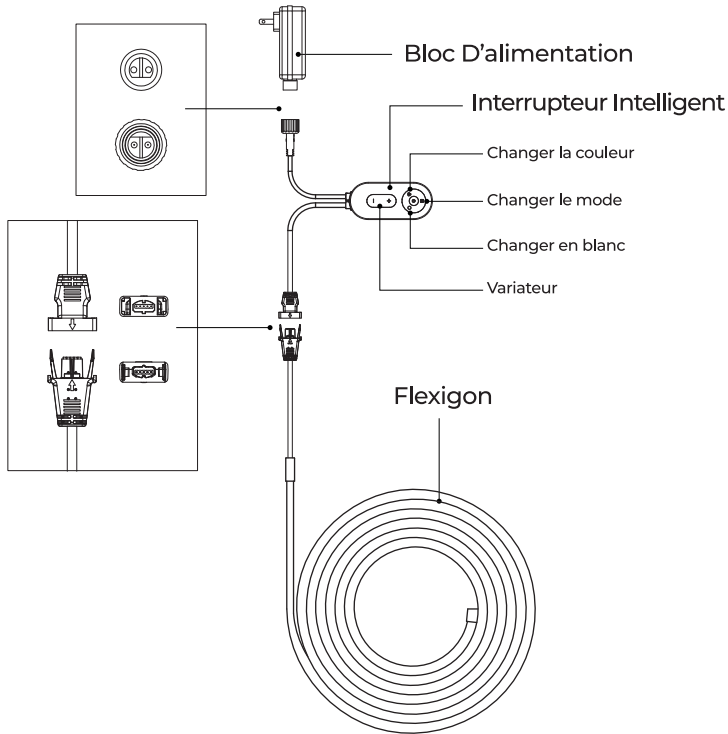 Bloc D'alimentation
Interrupteur Intelligent
Changer la couleur
Changer le mode
Changer en blanc
Variateur
Flexigon